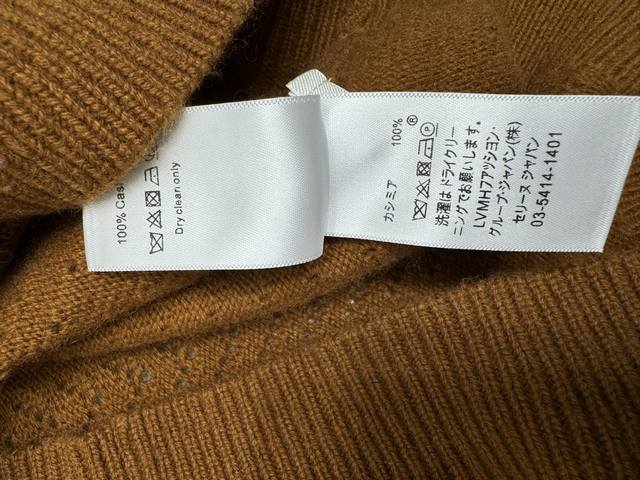 100% Cas
Dry clean only
カシミア 100%
®
P
洗濯はドライクリー
ニングでお願いします。
LVMHファッション・
グループ・ジャパン(株)
セリーヌ ジャパン
03-5414-1401